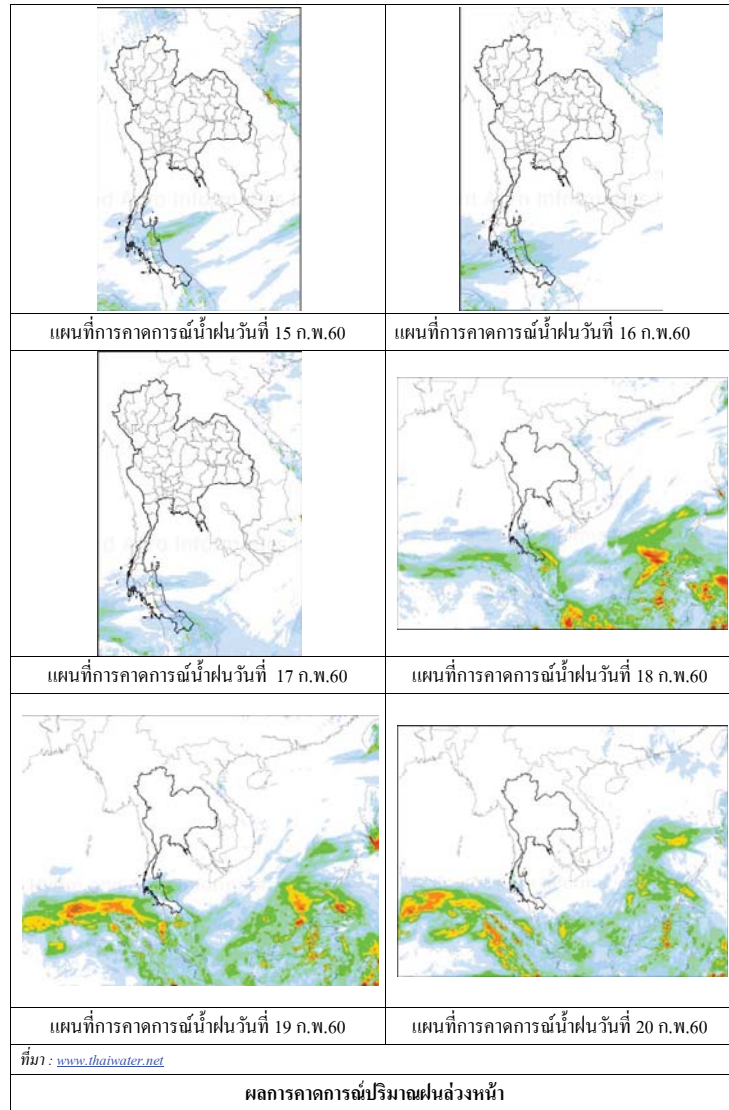 แผนที่การคาดการณ์น้ำฝนวันที่ 15 ก.พ.60
แผนที่การคาดการณ์น้ำฝนวันที่ 16 ก.พ.60
แผนที่การคาดการณ์น้ำฝนวันที่ 17 ก.พ.60
แผนที่การคาดการณ์น้ำฝนวันที่ 18 ก.พ.60
แผนที่การคาดการณ์น้ำฝนวันที่ 19 ก.พ.60
แผนที่การคาดการณ์น้ำฝนวันที่ 20 ก.พ.60
ที่มา : www.thaiwater.net
ผลการคาดการณ์ปริมาณฝนล่วงหน้า